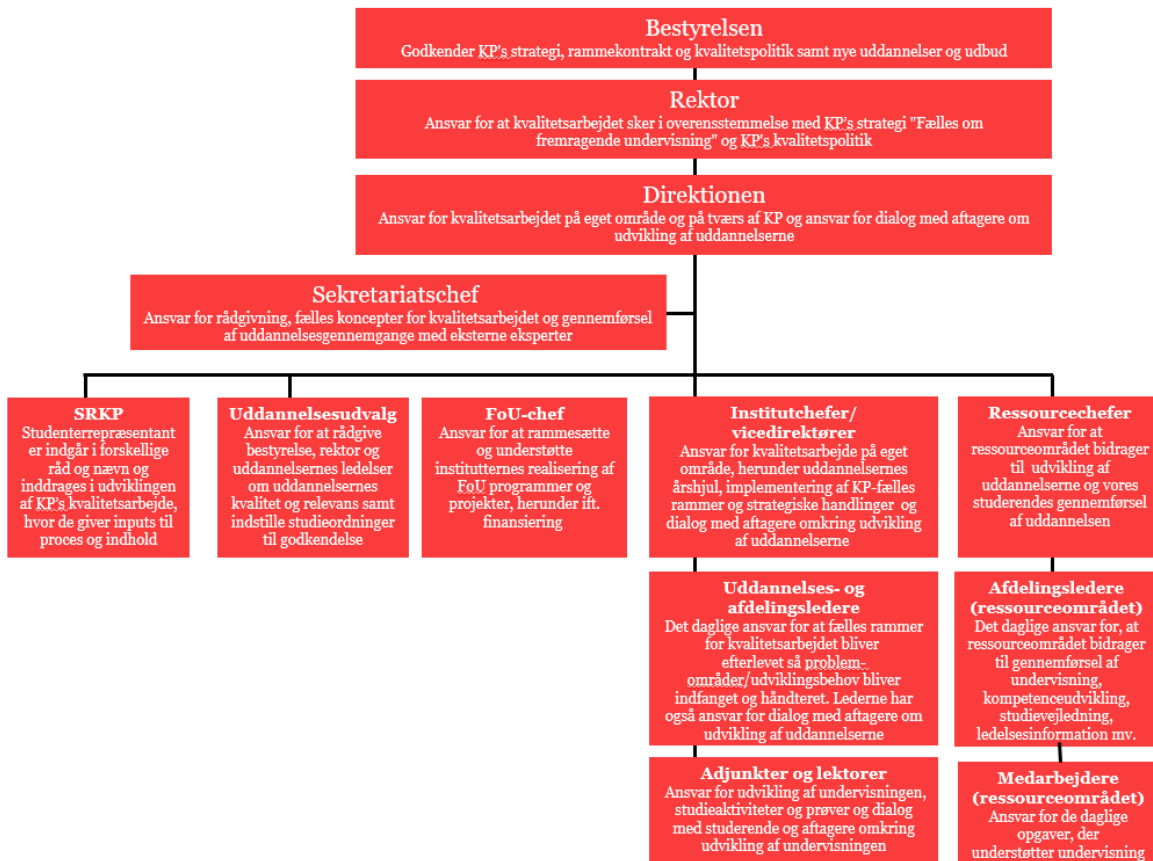 Bestyrelsen
Godkender KP's strategi, rammekontrakt og kvalitetspolitik samt nye uddannelser og udbud
Rektor
Ansvar for at kvalitetsarbejdet sker i overensstemmelse med KP's strategi "Fælles om
fremragende undervisning" og KP's kvalitetspolitik
Direktionen
Ansvar for kvalitetsarbejdet på eget område og på tværs af KP og ansvar for dialog med aftagere om
udvikling af uddannelserne
Sekretariatschef
Ansvar for rådgivning, fælles koncepter for kvalitetsarbejdet og gennemførsel
af uddannelsesgennemgange med eksterne eksperter
SRKP
Studenterrepræsentant
er indgår i forskellige
råd og nævn og
inddrages i udviklingen
af KP's kvalitetsarbejde,
hvor de giver inputs til
proces og indhold
Uddannelsesudvalg
Ansvar for at rådgive
bestyrelse, rektor og
uddannelsernes ledelser
om uddannelsernes
kvalitet og relevans samt
indstille studieordninger
til godkendelse
FoU-chef
Ansvar for at rammesætte
og understøtte
institutternes realisering af
FoU programmer og
projekter, herunder ift.
finansiering
Institutchefer/
vicedirektører
Ansvar for kvalitetsarbejde på eget
område, herunder uddannelsernes
årshjul, implementering af KP-fælles
rammer og strategiske handlinger og
dialog med aftagere omkring udvikling
af uddannelserne
Ressourcechefer
Ansvar for at
ressourceområdet bidrager
til udvikling af
uddannelserne og vores
studerendes gennemførsel
af uddannelsen
Uddannelses- og
afdelingsledere
Det daglige ansvar for at fælles rammer
for kvalitetsarbejdet bliver
efterlevet så problem-
områder/udviklingsbehov bliver
indfanget og håndteret. Lederne har
også ansvar for dialog med aftagere om
udvikling af uddannelserne
Afdelingsledere
(ressourceområdet)
Det daglige ansvar for, at
ressourceområdet bidrager
til gennemførsel af
undervisning,
kompetenceudvikling,
studievejledning,
ledelsesinformation mv.
Adjunkter og lektorer
Ansvar for udvikling af undervisningen,
studieaktiviteter og prøver og dialog
med studerende og aftagere omkring
udvikling af undervisningen
Medarbejdere
(ressourceområdet)
Ansvar for de daglige
opgaver, der
understøtter undervisning